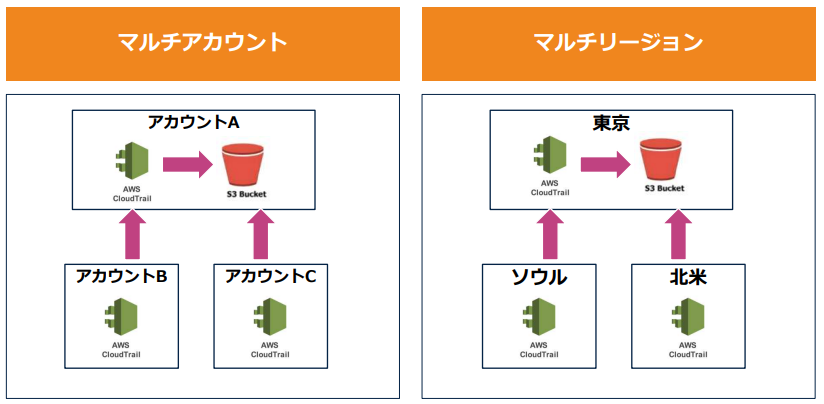 マルチアカウント
アカウントA
AWS
CloudTrail
S3 Bucket
アカウントB
AWS
CloudTrail
アカウントC
AWS
CloudTrail
マルチリージョン
東京
AWS
CloudTrail
S3 Bucket
ソウル
AWS
CloudTrail
北米
AWS
CloudTrail